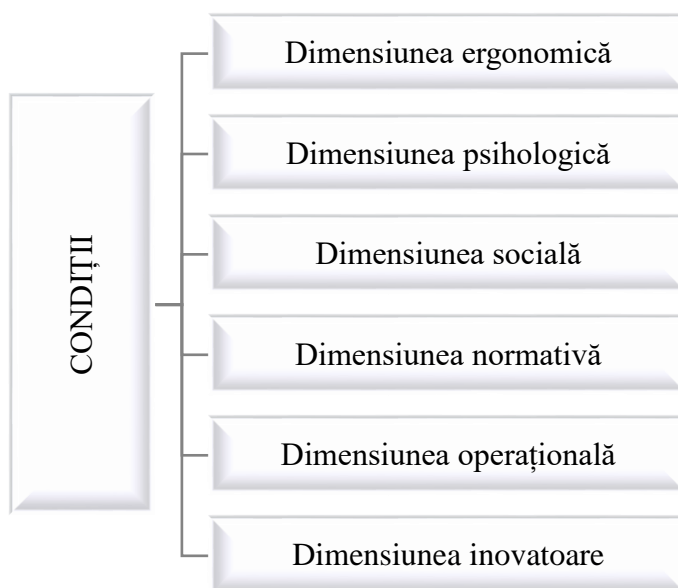 CONDIȚII
Dimensiunea ergonomică
Dimensiunea psihologică
Dimensiunea socială
Dimensiunea normativă
Dimensiunea operațională
Dimensiunea inovatoare